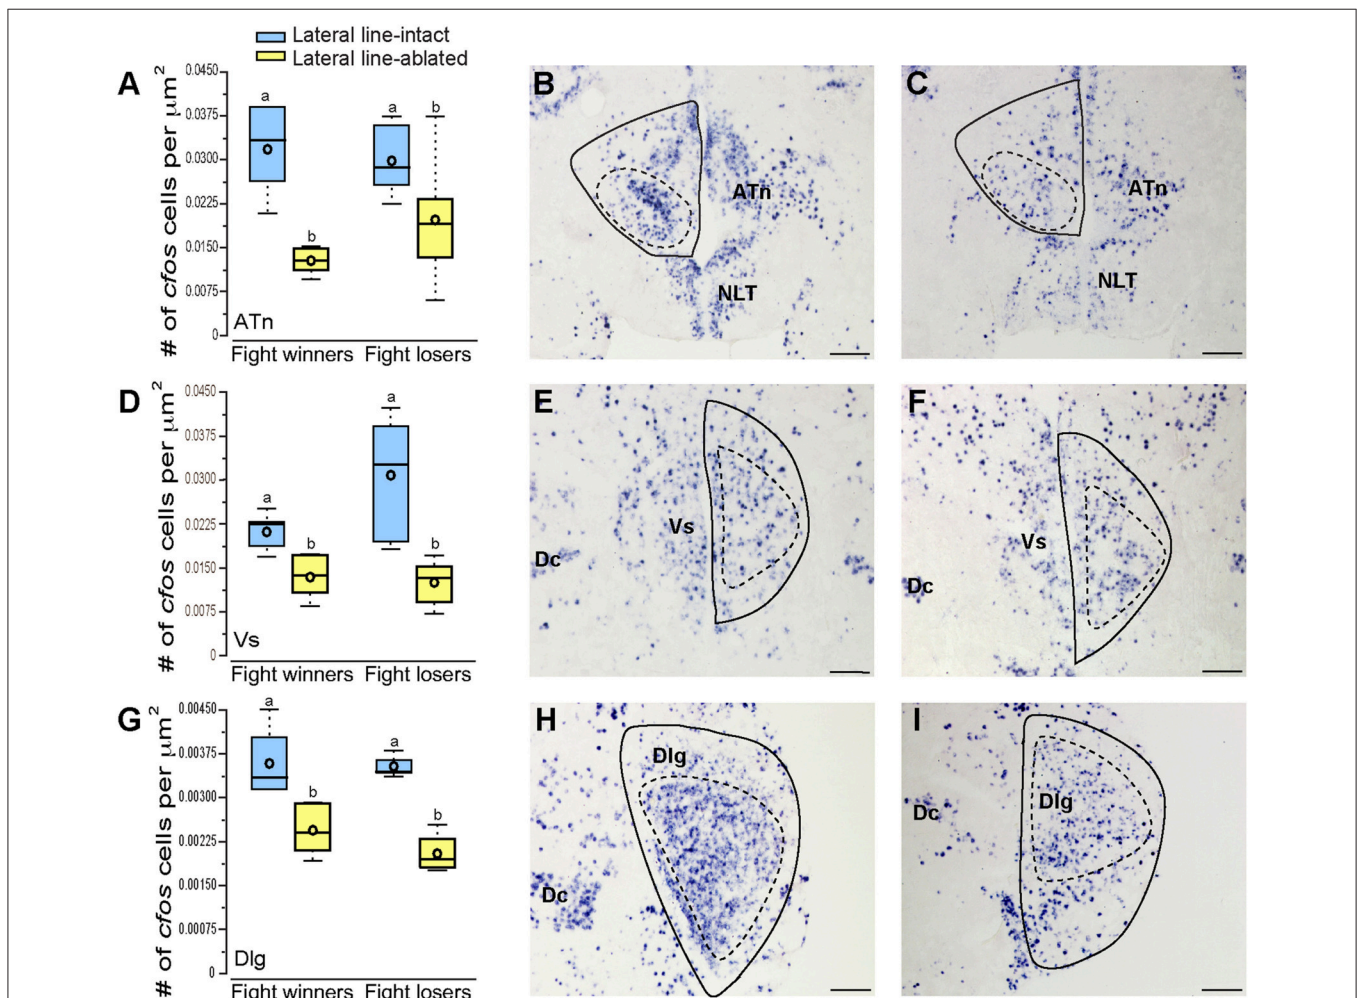 Lateral line-intact
Lateral line-ablated
A
# of cfos cells per μm2
0.0450
0.0375
0.0300
0.0225
0.0150
0.0075
0
a
b
a
b
ATn
Fight winners
Fight losers
B
ATn
NLT
C
ATn
NLT
D
# of cfos cells per μm2
0.0450
0.0375
0.0300
0.0225
0.0150
0.0075
0
a
b
a
b
Vs
Fight winners
Fight losers
E
Vs
Dc
F
Vs
Dc
G
# of cfos cells per μm2
0.00450
0.00375
0.00300
0.00225
0.00150
0.00075
0
a
b
a
b
Dlg
Fight winners
Fight losers
H
Dlg
Dc
I
Dlg
Dc